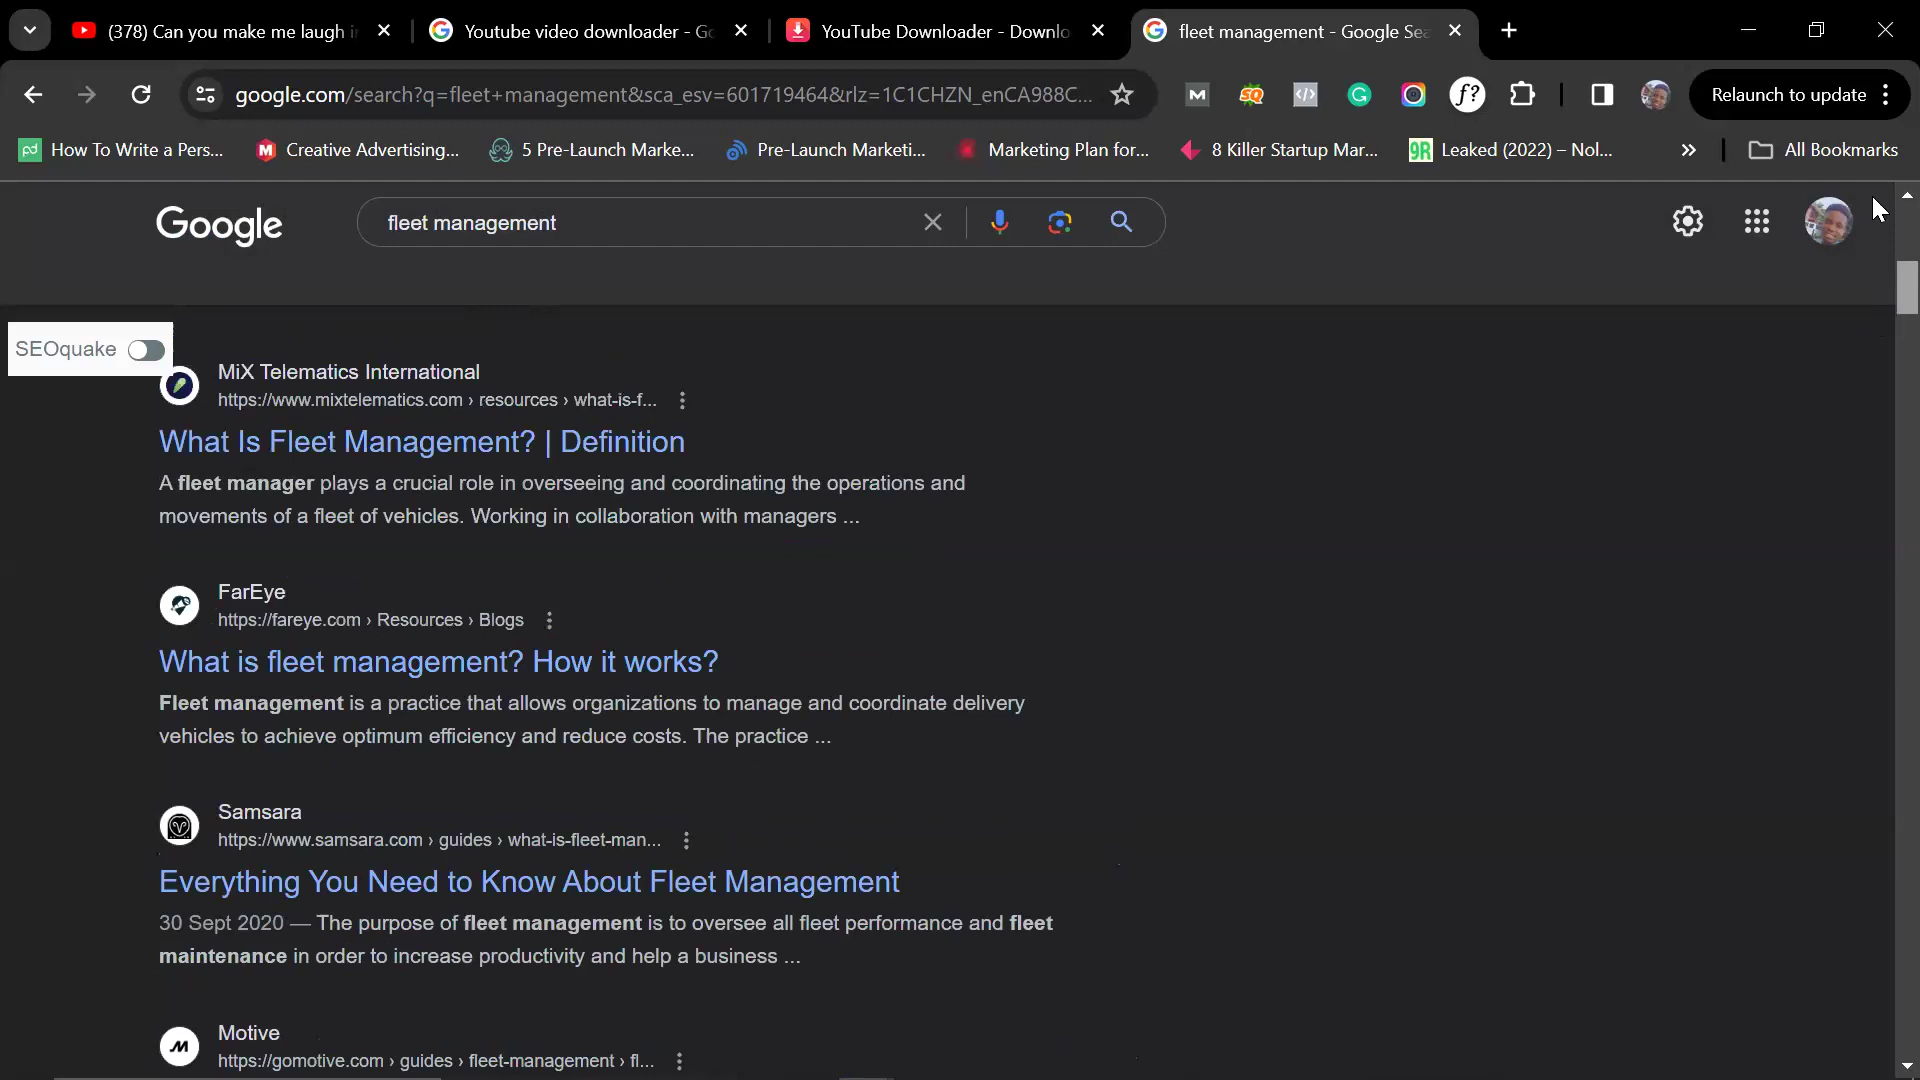 (378) Can you make me laugh i
Youtube video downloader - Go
YouTube Downloader - Downlo
fleet management - Google Sea
google.com/search?q=fleet+management&sca_esv=601719464&rlz=1C1CHZN_enCA988C...
Relaunch to update
How To Write a Pers...
Creative Advertising...
5 Pre-Launch Marke...
Pre-Launch Marketi...
Marketing Plan for...
8 Killer Startup Mar...
Leaked (2022) – Nol...
All Bookmarks
Google
fleet management
SEOquake
MiX Telematics International
https://www.mixtelematics.com › resources › what-is-f...
What Is Fleet Management? | Definition
A fleet manager plays a crucial role in overseeing and coordinating the operations and
movements of a fleet of vehicles. Working in collaboration with managers ...
FarEye
https://fareye.com › Resources › Blogs
What is fleet management? How it works?
Fleet management is a practice that allows organizations to manage and coordinate delivery
vehicles to achieve optimum efficiency and reduce costs. The practice ...
Samsara
https://www.samsara.com › guides › what-is-fleet-man...
Everything You Need to Know About Fleet Management
30 Sept 2020 — The purpose of fleet management is to oversee all fleet performance and fleet
maintenance in order to increase productivity and help a business ...
Motive
https://gomotive.com › guides › fleet-management › fl...